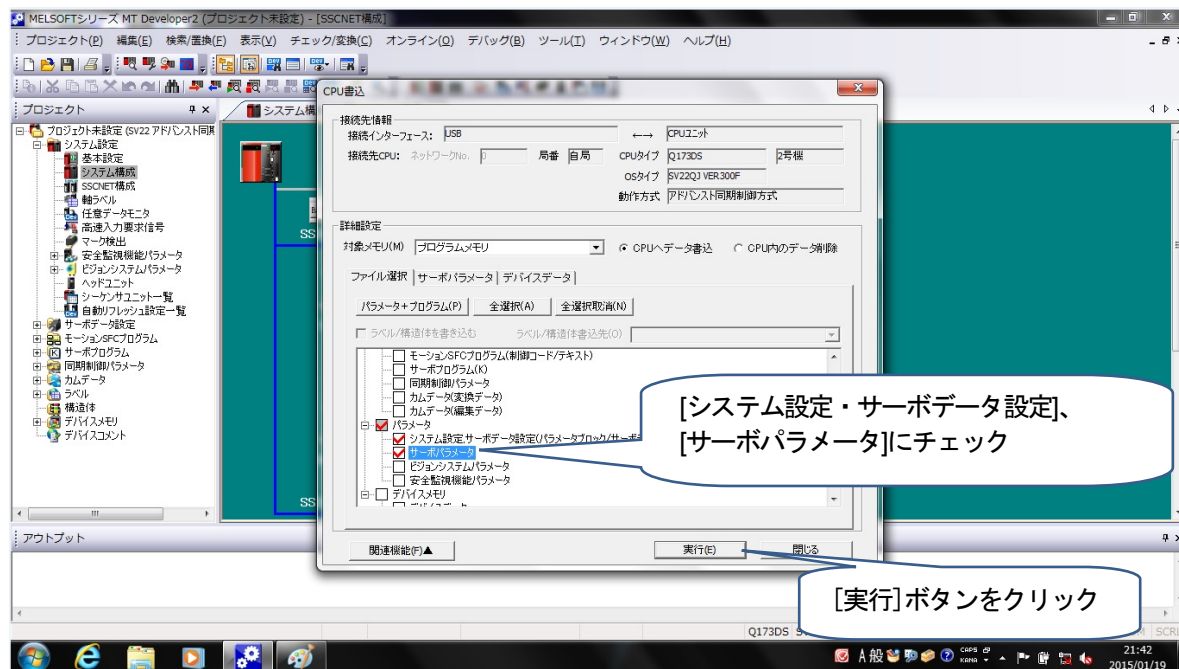 MELSOFTシリーズ MT Developer2 (プロジェクト未設定) - [SSCNET構成]
プロジェクト(P) 編集(E) 検索/置換(F) 表示(V) チェック/変換(C) オンライン(O) デバッグ(B) ツール(T) ウィンドウ(W) ヘルプ(H)
プロジェクト
システム構
プロジェクト未設定 (SV22 アドバンスト同期
システム設定
基本設定
システム構成
SSCNET構成
軸ラベル
任意データモニタ
高速入力要求信号
マーク検出
安全監視機能パラメータ
ビジョンシステムパラメータ
ヘッドユニット
シーケンサユニット一覧
自動リフレッシュ設定一覧
サーボデータ設定
モーションSFCプログラム
サーボプログラム
同期制御パラメータ
カムデータ
ラベル
構造体
デバイスメモリ
デバイスコメント
SS
SS
CPU書込
接続先情報
接続インターフェース: USB ←→ CPUユニット
接続先CPU: ネットワークNo. 0 局番 自局 CPUタイプ Q173DS 2号機
OSタイプ SV22QJ VER300F
動作方式 アドバンスト同期制御方式
詳細設定
対象メモリ(M) プログラムメモリ CPUへデータ書込 CPU内のデータ削除
ファイル選択 サーボパラメータ デバイスデータ
パラメータ+プログラム(P) 全選択(A) 全選択取消(N)
ラベル/構造体を書き込む ラベル/構造体書込先(O)
モーションSFCプログラム(制御コード/テキスト)
サーボプログラム(K)
同期制御パラメータ
カムデータ(変換データ)
カムデータ(編集データ)
パラメータ
システム設定,サーボデータ設定(パラメータブロック/サーボ
サーボパラメータ
ビジョンシステムパラメータ
安全監視機能パラメータ
デバイスメモリ
関連機能(F)▲ 実行(E) 閉じる
[システム設定・サーボデータ設定]、
[サーボパラメータ]にチェック
[実行]ボタンをクリック
アウトプット
Q173DS
SCRL
A 般
CAPS
KANA
21:42
2015/01/19